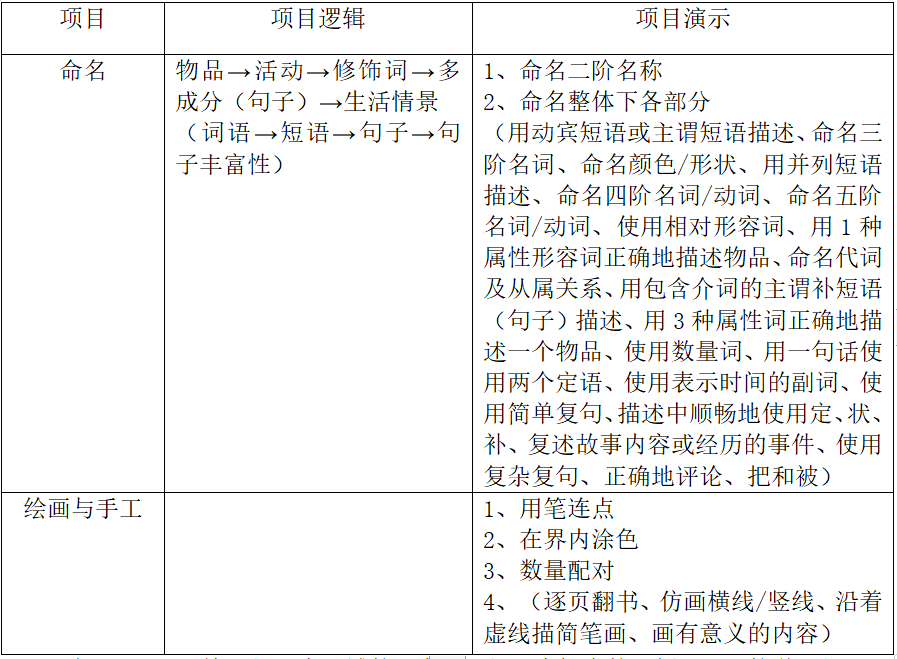 项目 项目逻辑 项目演示
命名
物品→活动→修饰词→多
成分（句子）→生活情景
（词语→短语→句子→句
子丰富性）
1、命名二阶名称
2、命名整体下各部分
（用动宾短语或主谓短语描述、命名三
阶名词、命名颜色/形状、用并列短语
描述、命名四阶名词/动词、命名五阶
名词/动词、使用相对形容词、用1种
属性形容词正确地描述物品、命名代词
及从属关系、用包含介词的主谓补短语
（句子）描述、用3种属性词正确地描
述一个物品、使用数量词、用一句话使
用两个定语、使用表示时间的副词、使
用简单复句、描述中顺畅地使用定、状、
补、复述故事内容或经历的事件、使用
复杂复句、正确地评论、把和被）
绘画与手工
1、用笔连点
2、在界内涂色
3、数量配对
4、（逐页翻书、仿画横线/竖线、沿着
虚线描简笔画、画有意义的内容）